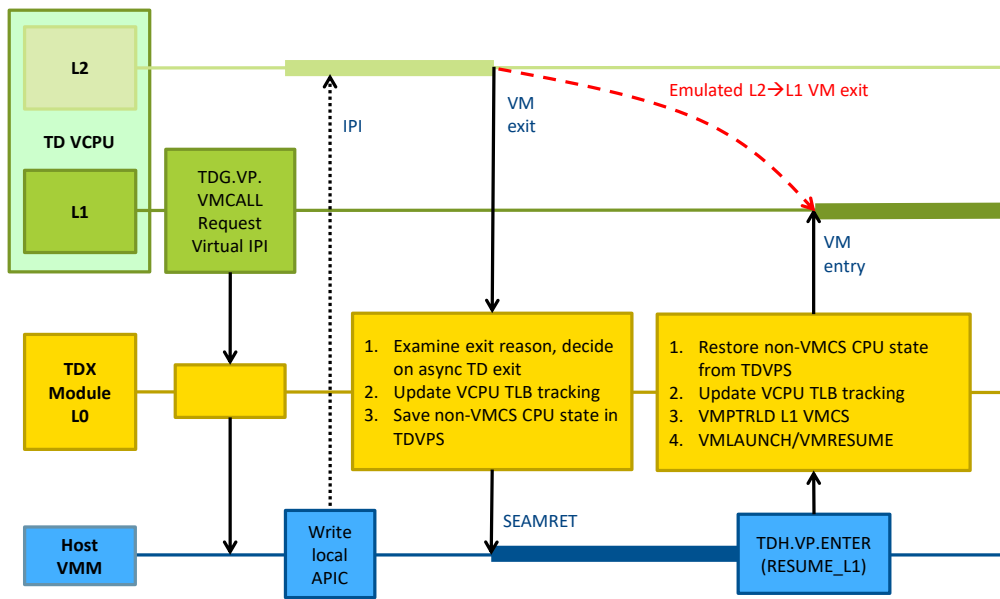 L2
TD VCPU
L1
TDG.VP.
VMCALL
Request
Virtual IPI
IPI
VM
exit
Emulated L2→L1 VM exit
VM
entry
TDX
Module
L0
1. Examine exit reason, decide
on async TD exit
2. Update VCPU TLB tracking
3. Save non-VMCS CPU state in
TDVPS
1. Restore non-VMCS CPU state
from TDVPS
2. Update VCPU TLB tracking
3. VMPTRLD L1 VMCS
4. VMLAUNCH/VMRESUME
SEAMRET
Host
VMM
Write
local
APIC
TDH.VP.ENTER
(RESUME_L1)